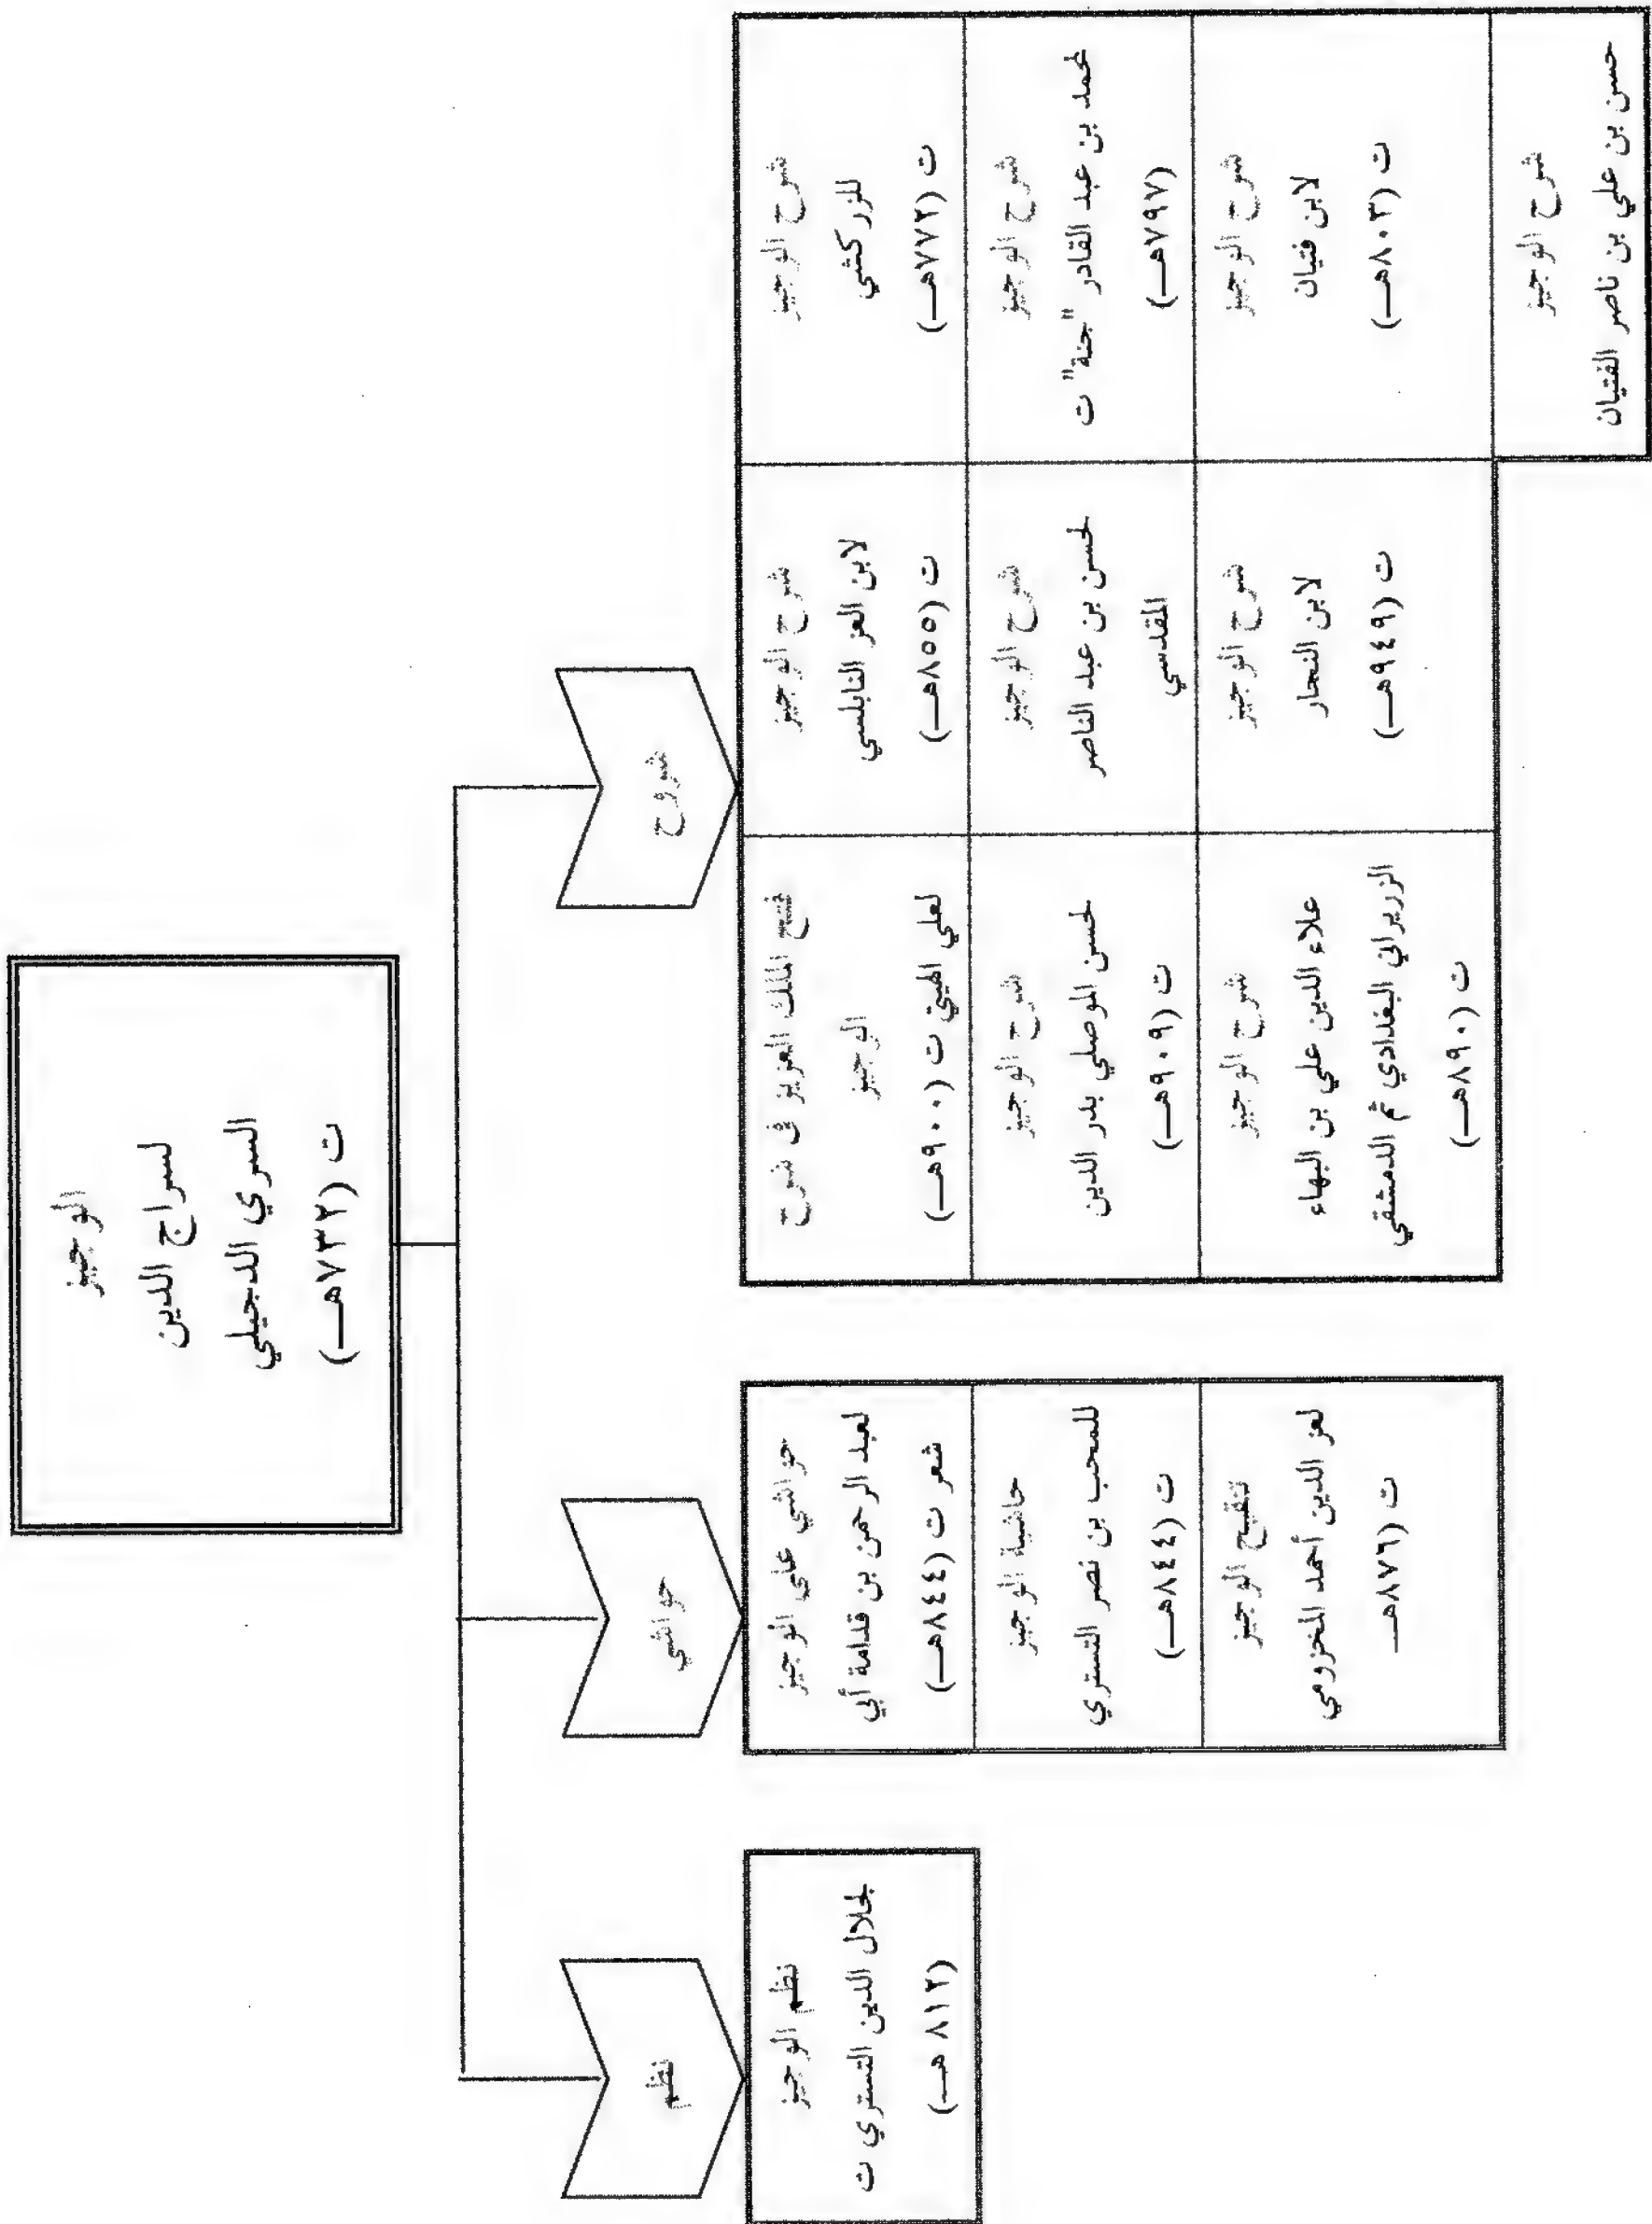 الوجيز
لسراج الدين
السري الدجيلي
ت (٧٣٢هـ)
شروح
شرح الوجيز
للزركشي
ت (٧٧٢هـ)
شرح الوجيز
لابن العز النابلسي
ت (٨٥٥هـ)
فتح الملك العزيز في شرح
الوجيز
لعلي الهيتي ت (٩٠٠هـ)
شرح الوجيز
لمحمد بن عبد القادر "جنة" ت
(٧٩٧هـ)
شرح الوجيز
لحسن بن عبد الناصر
المقدسي
شرح الوجيز
لحسن الموصلي بدر الدين
ت (٩٠٩هـ)
شرح الوجيز
لابن فتيان
ت (٨٠٣هـ)
شرح الوجيز
لابن النجار
ت (٩٤٩هـ)
شرح الوجيز
علاء الدين علي بن البهاء
الزريراني البغدادي ثم الدمشقي
ت (٨٩٠هـ)
شرح الوجيز
حسن بن علي بن ناصر الفتيان
حواشي
حواشي على الوجيز
لعبد الرحمن بن قدامة أبي
شعر ت (٨٤٤هـ)
حاشية الوجيز
للمحب بن نصر التستري
ت (٨٤٤هـ)
تنقيح الوجيز
لعز الدين أحمد المخزومي
ت (٨٧٦هـ
نظم
نظم الوجيز
لجلال الدين التستري ت
(٨١٢ هـ)